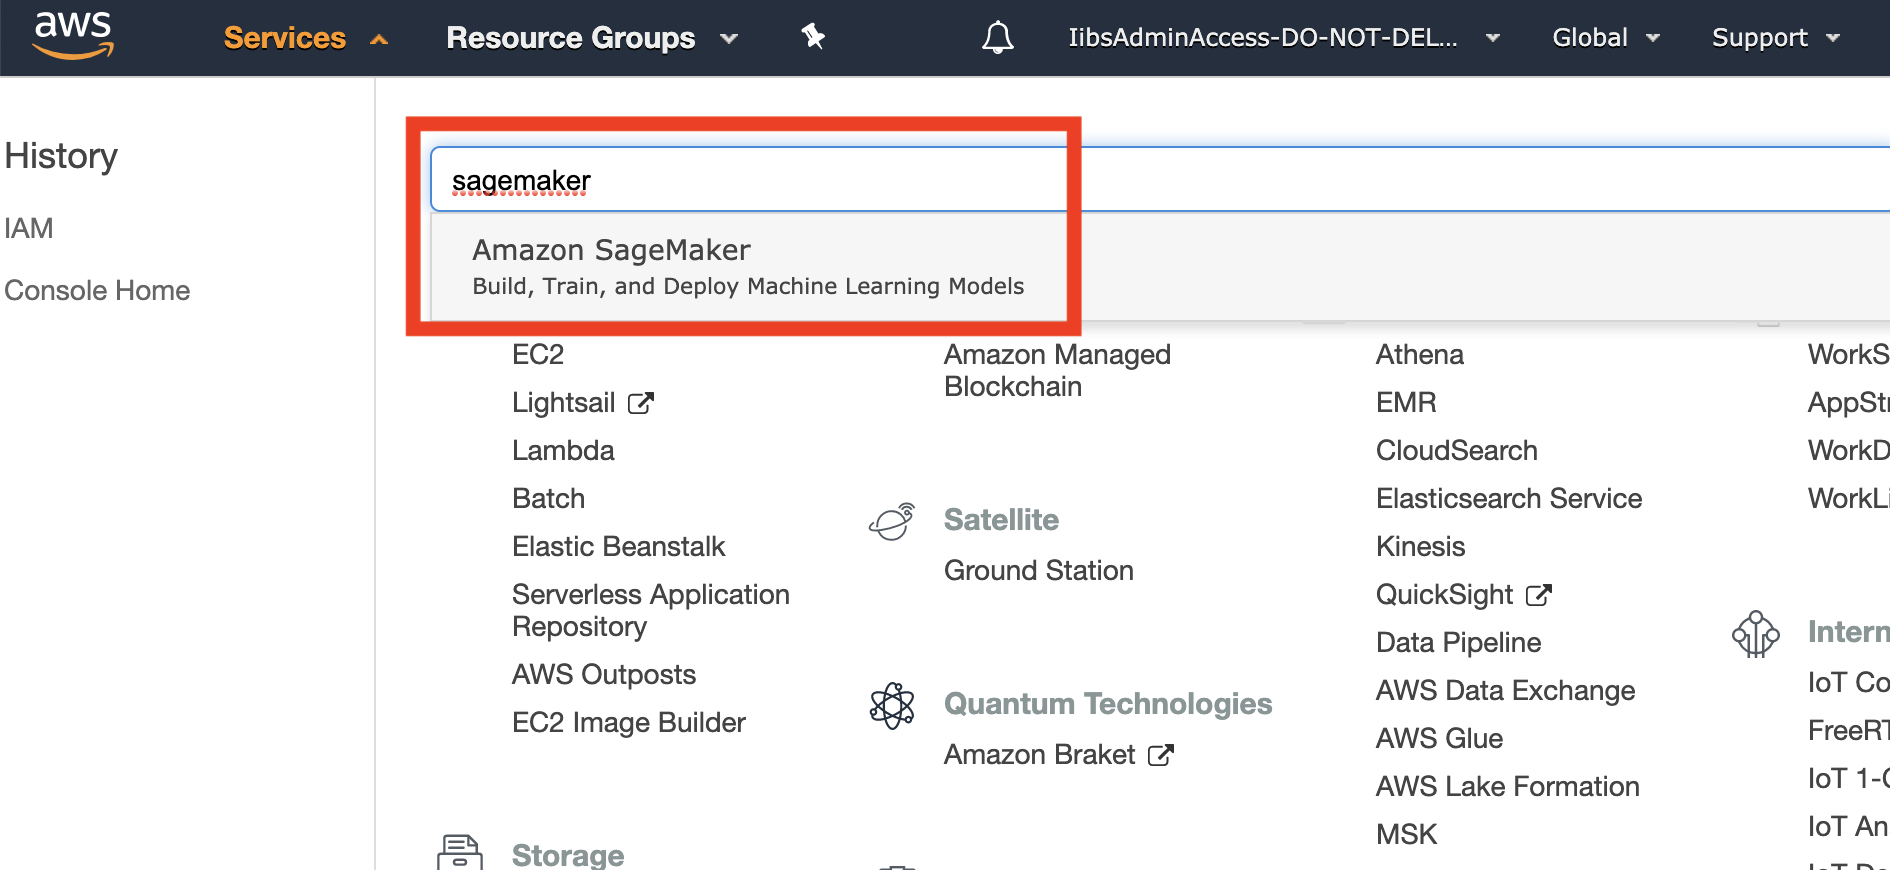 aws
Services
Resource Groups
IibsAdminAccess-DO-NOT-DEL...
Global
Support
History
IAM
Console Home
sagemaker
Amazon SageMaker
Build, Train, and Deploy Machine Learning Models
EC2
Lightsail
Lambda
Batch
Elastic Beanstalk
Serverless Application
Repository
AWS Outposts
EC2 Image Builder
Storage
Amazon Managed
Blockchain
Satellite
Ground Station
Quantum Technologies
Amazon Braket
Athena
EMR
CloudSearch
Elasticsearch Service
Kinesis
QuickSight
Data Pipeline
AWS Data Exchange
AWS Glue
AWS Lake Formation
MSK
WorkS
AppStr
WorkD
WorkLi
Intern
IoT Co
FreeRT
IoT 1-C
IoT An